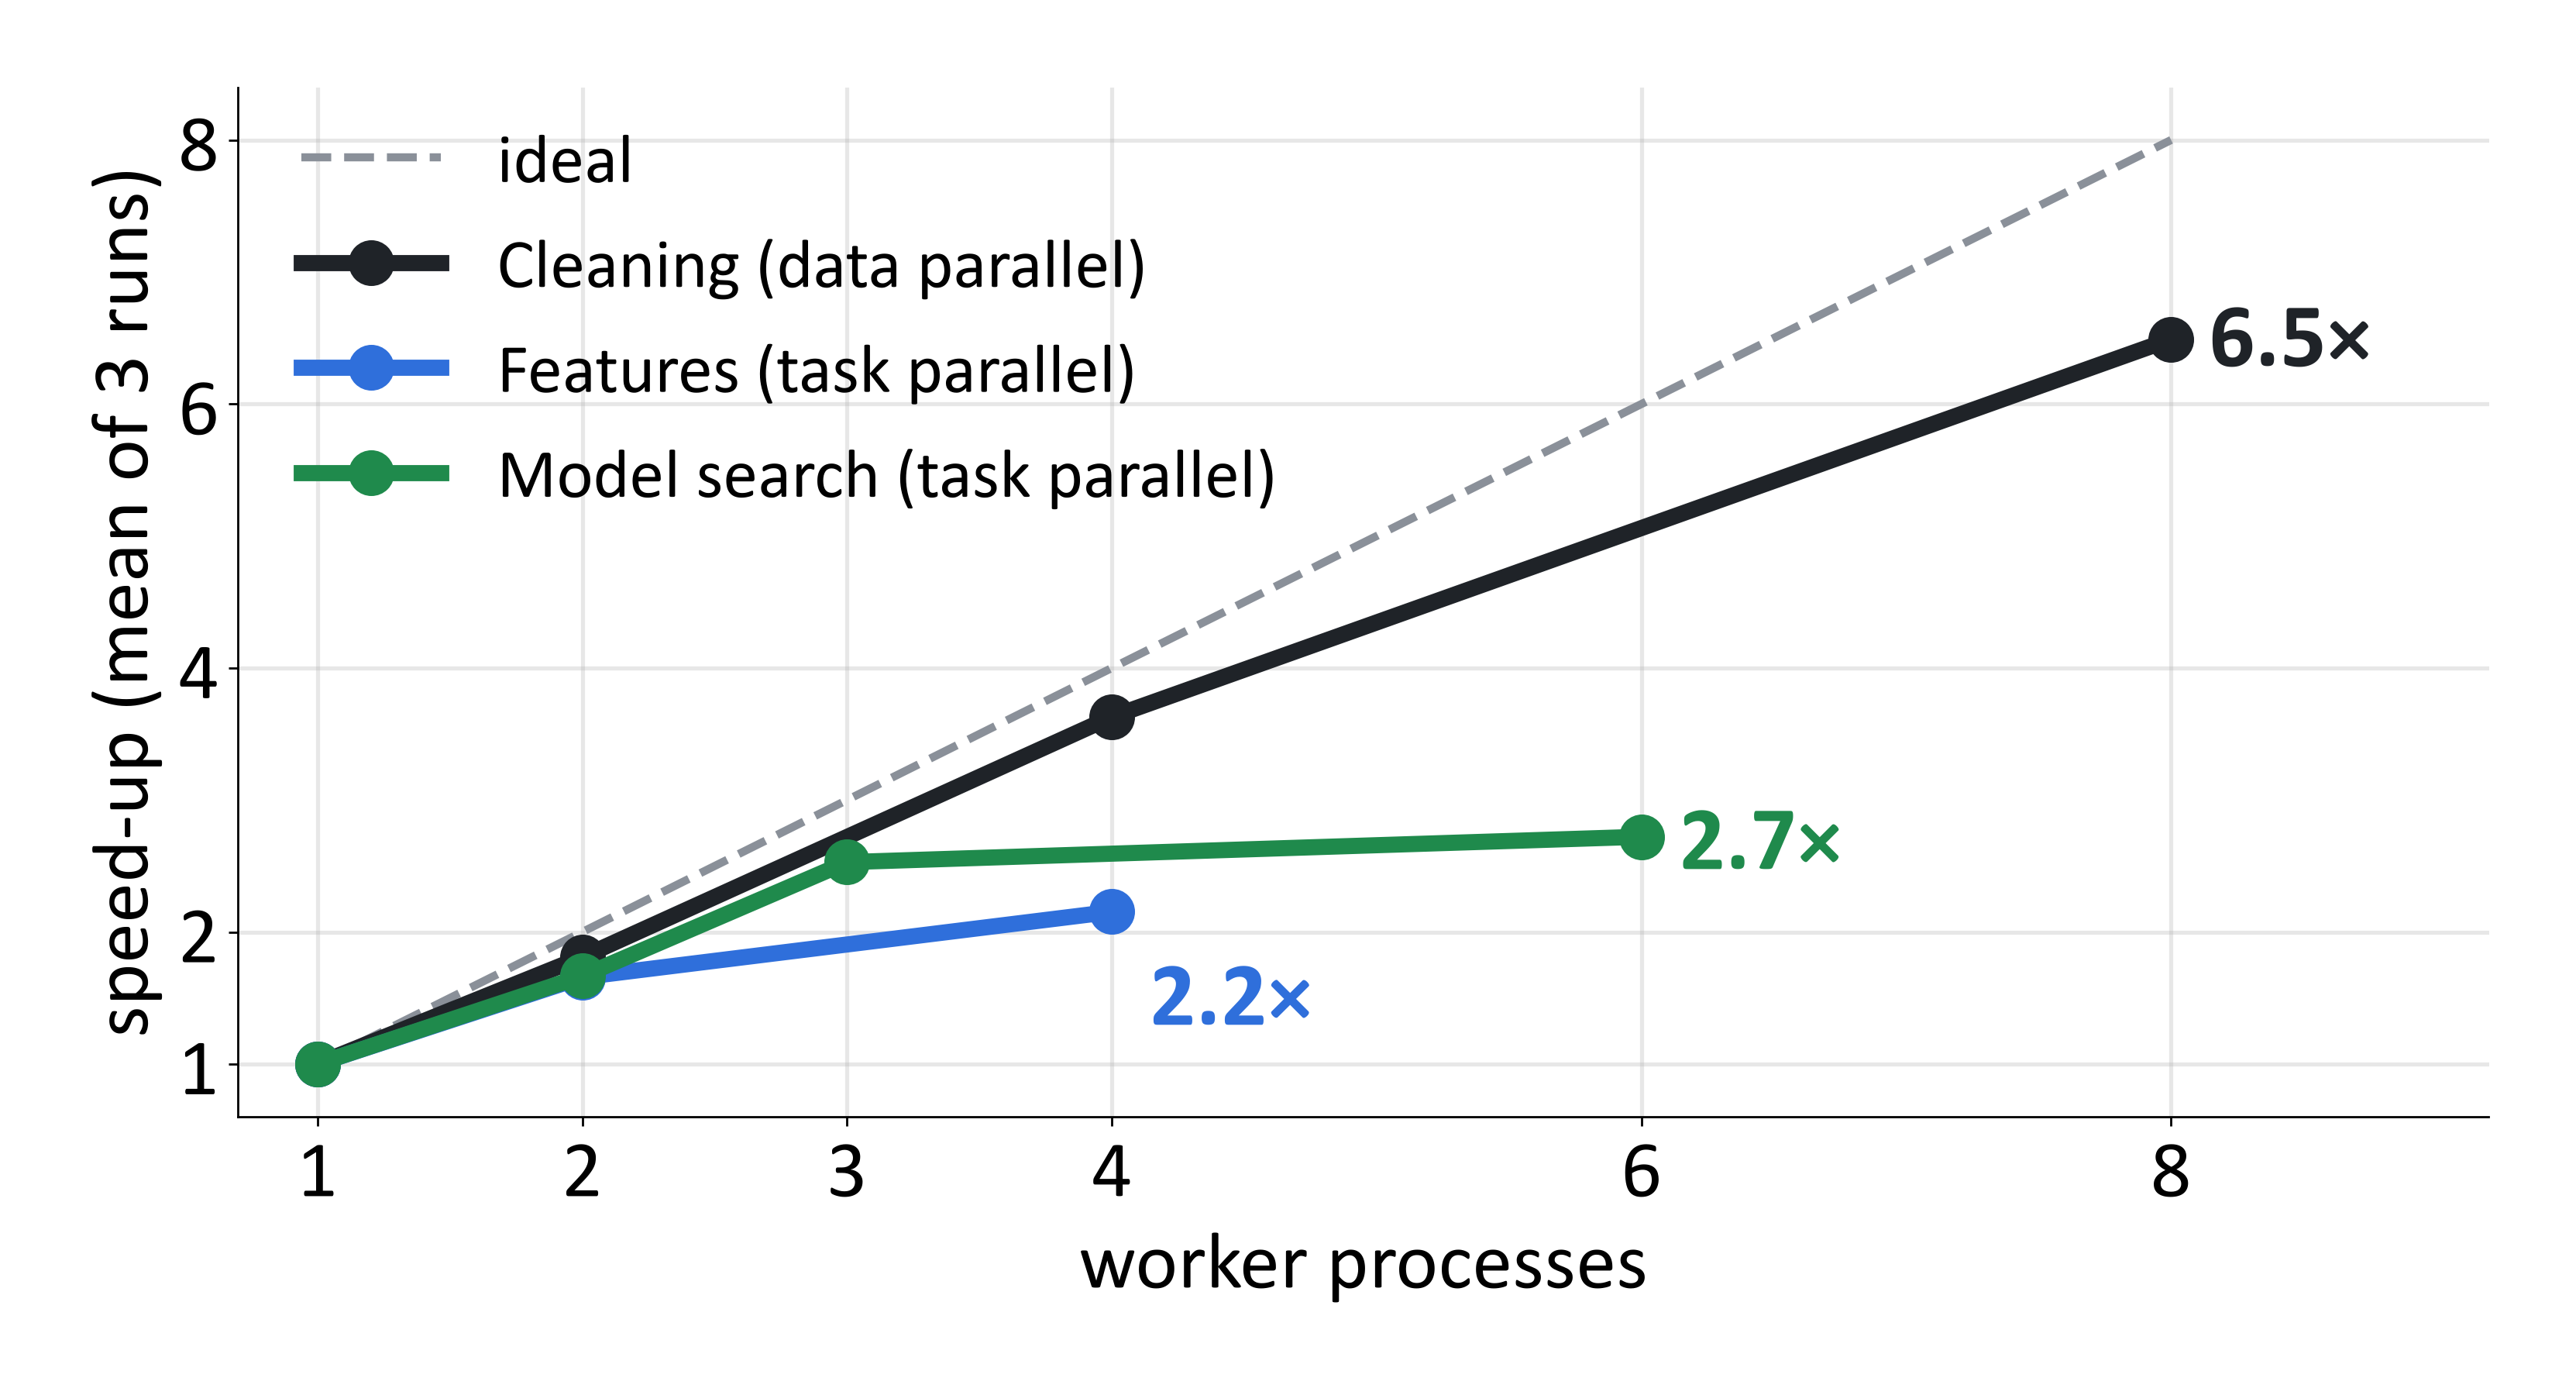 ideal
Cleaning (data parallel)
Features (task parallel)
Model search (task parallel)
speed-up (mean of 3 runs)
8
6
4
2
1
6.5×
2.7×
2.2×
1 2 3 4 6 8
worker processes